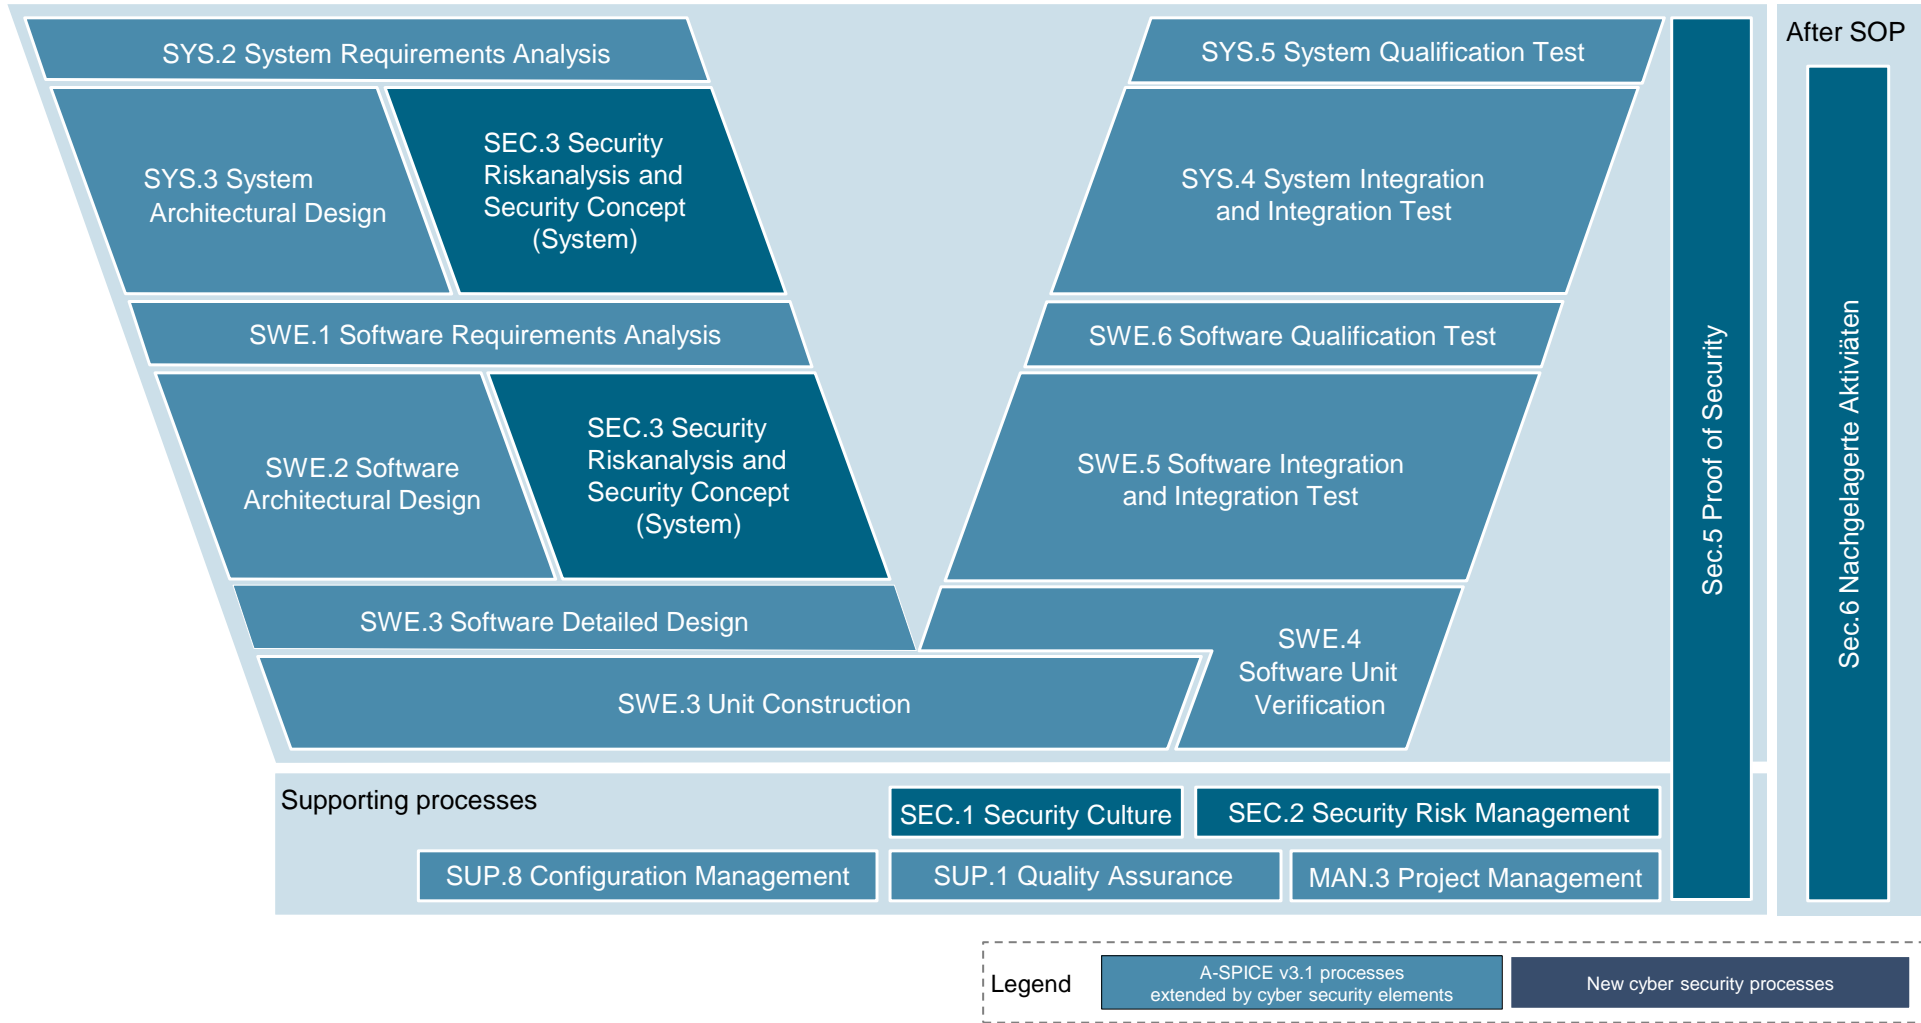 SYS.2 System Requirements Analysis
SYS.3 System
Architectural Design
SEC.3 Security
Riskanalysis and
Security Concept
(System)
SWE.1 Software Requirements Analysis
SWE.2 Software
Architectural Design
SEC.3 Security
Riskanalysis and
Security Concept
(System)
SWE.3 Software Detailed Design
SWE.3 Unit Construction
SYS.5 System Qualification Test
SYS.4 System Integration
and Integration Test
SWE.6 Software Qualification Test
SWE.5 Software Integration
and Integration Test
SWE.4
Software Unit
Verification
Sec.5 Proof of Security
After SOP
Sec.6 Nachgelagerte Aktiviäten
Supporting processes
SEC.1 Security Culture
SEC.2 Security Risk Management
SUP.8 Configuration Management
SUP.1 Quality Assurance
MAN.3 Project Management
Legend
A-SPICE v3.1 processes
extended by cyber security elements
New cyber security processes